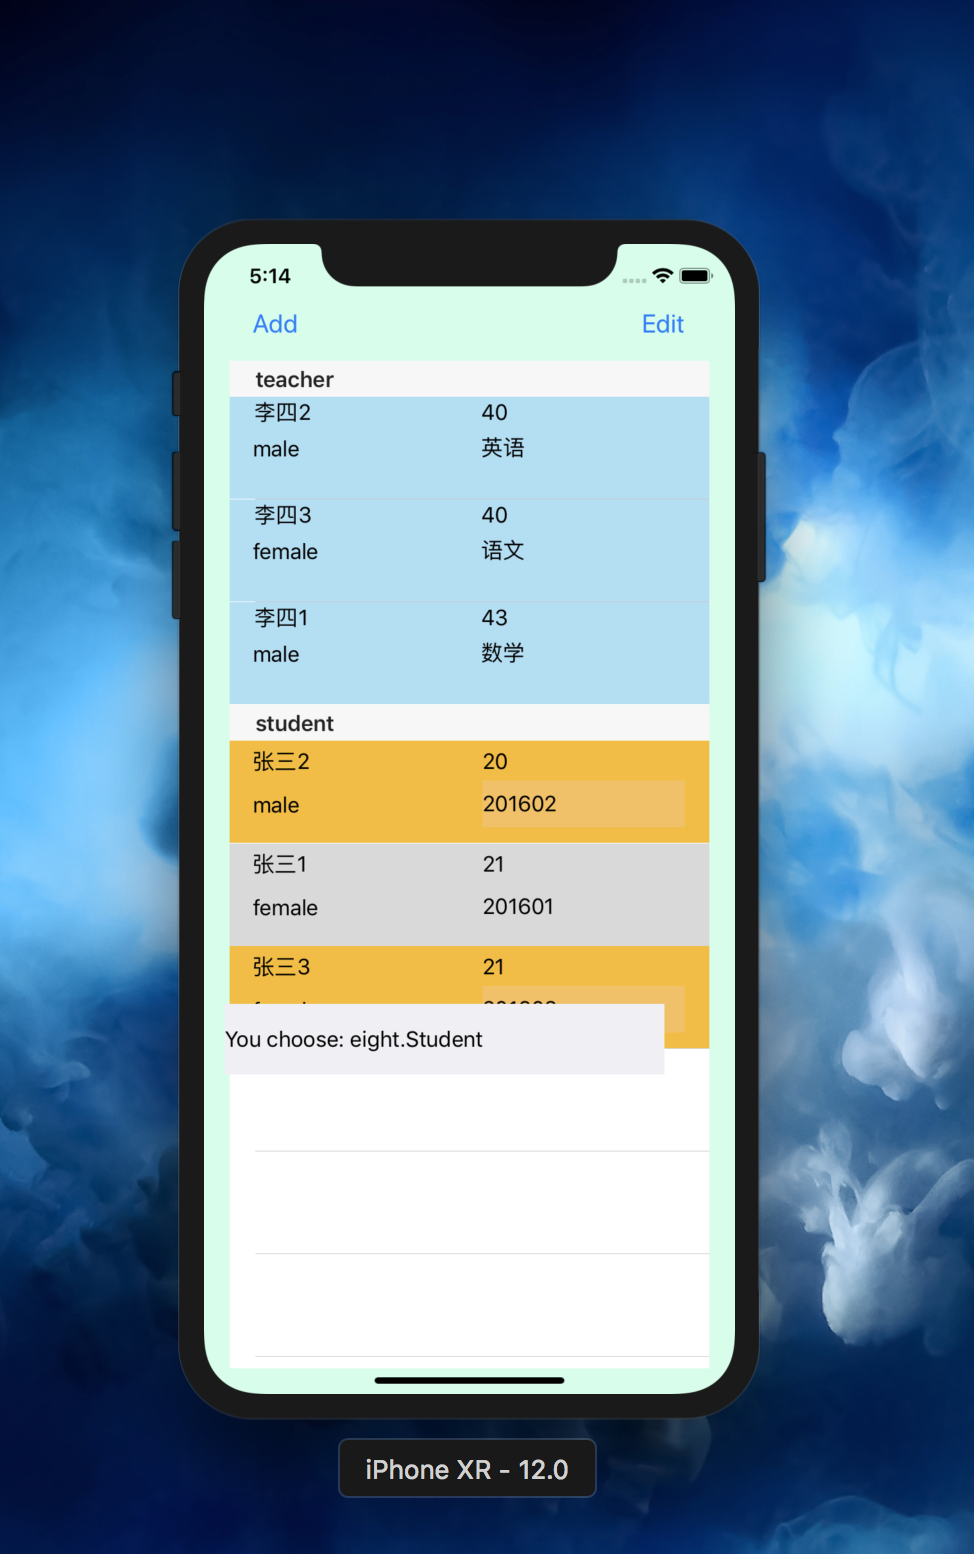 5:14
Add Edit
teacher
李四2 40
male 英语
李四3 40
female 语文
李四1 43
male 数学
student
张三2 20
male 201602
张三1 21
female 201601
张三3 21
You choose: eight.Student
iPhone XR - 12.0